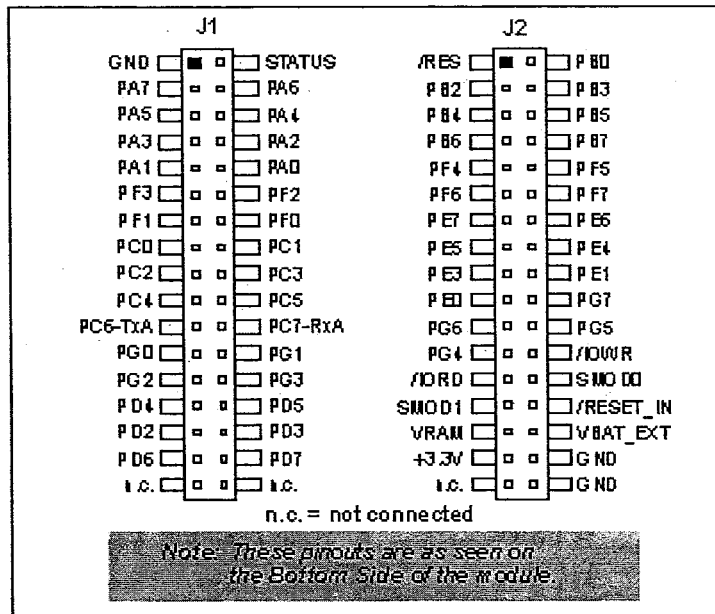 J1 J2
GND STATUS /RES PB0
PA7 PA6 PB2 PB3
PA5 PA4 PB4 PB5
PA3 PA2 PB6 PB7
PA1 PA0 PF4 PF5
PF3 PF2 PF6 PF7
PF1 PF0 PE7 PE6
PC0 PC1 PE5 PE4
PC2 PC3 PE3 PE1
PC4 PC5 PE0 PG7
PC6-TxA PC7-RxA PG6 PG5
PG0 PG1 PG4 /IOWR
PG2 PG3 /IORD SMOD0
PD4 PD5 SMOD1 /RESET_IN
PD2 PD3 VRAM VBAT_EXT
PD6 PD7 +3.3V GND
n.c. n.c. n.c. GND
n.c. = not connected
Note: These pinouts are as seen on
the Bottom Side of the module.